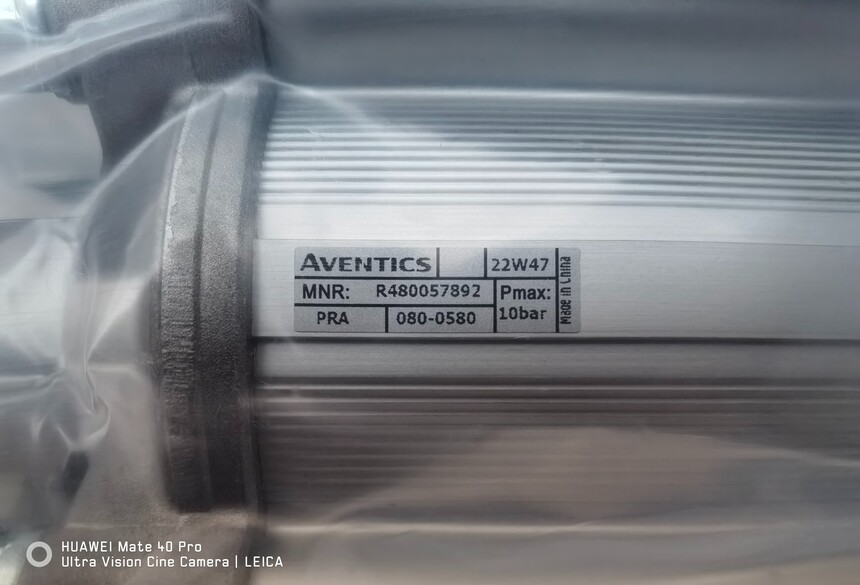 AVENTICS 22W47
MNR: R480057892 Pmax:
PRA 080-0580 10bar
Made in China
HUAWEI Mate 40 Pro
Ultra Vision Cine Camera | LEICA